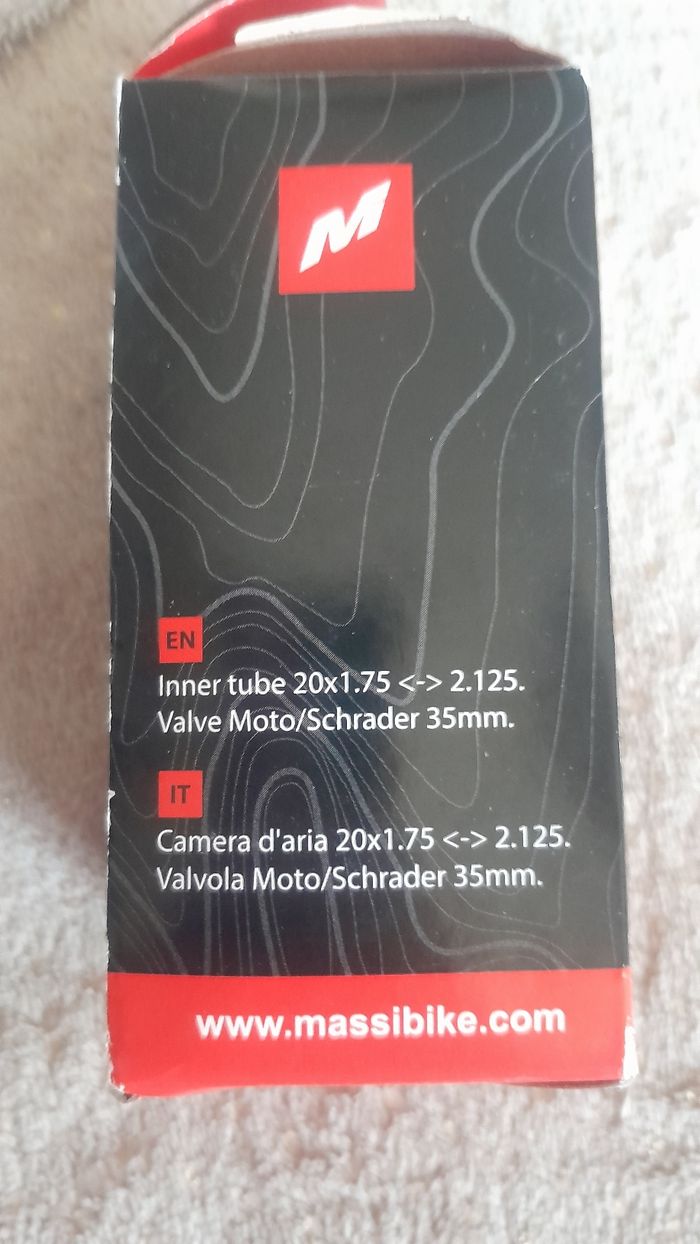 M
EN
Inner tube 20x1.75 <-> 2.125.
Valve Moto/Schrader 35mm.
IT
Camera d'aria 20x1.75 <-> 2.125.
Valvola Moto/Schrader 35mm.
www.massibike.com